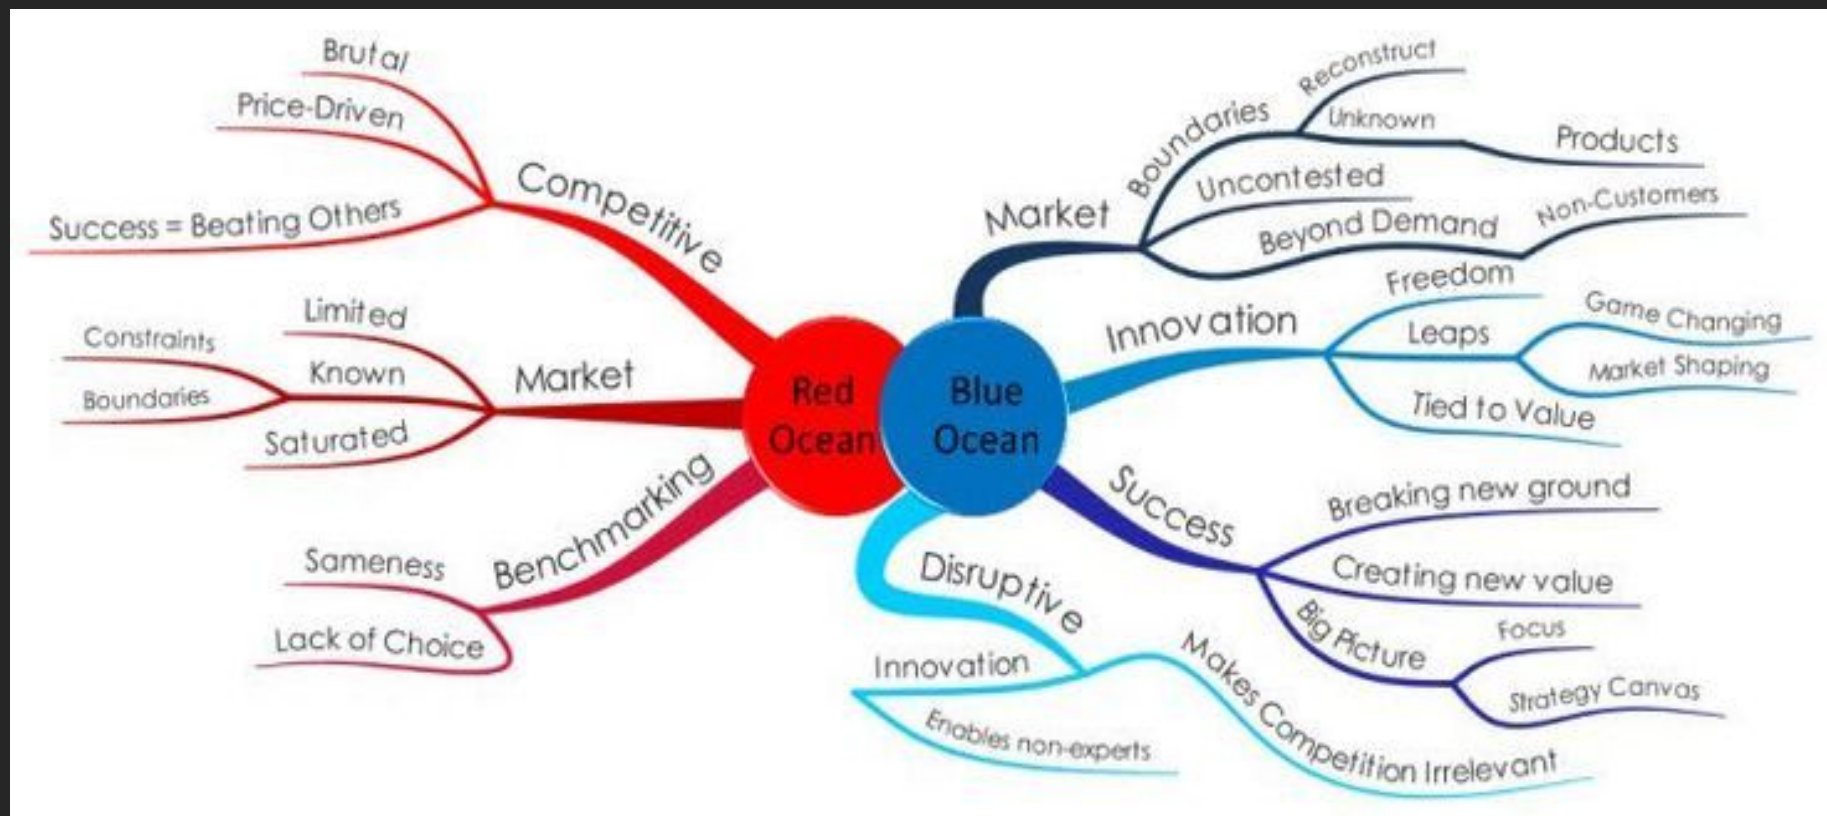 Brutal
Price-Driven
Success = Beating Others
Competitive
Limited
Constraints
Known
Boundaries
Saturated
Market
Benchmarking
Sameness
Lack of Choice
Red
Ocean
Blue
Ocean
Market
Boundaries
Reconstruct
Unknown
Products
Uncontested
Beyond Demand
Non-Customers
Innovation
Freedom
Leaps
Game Changing
Market Shaping
Tied to Value
Success
Breaking new ground
Creating new value
Big Picture
Focus
Strategy Canvas
Disruptive
Innovation
Enables non-experts
Makes Competition Irrelevant